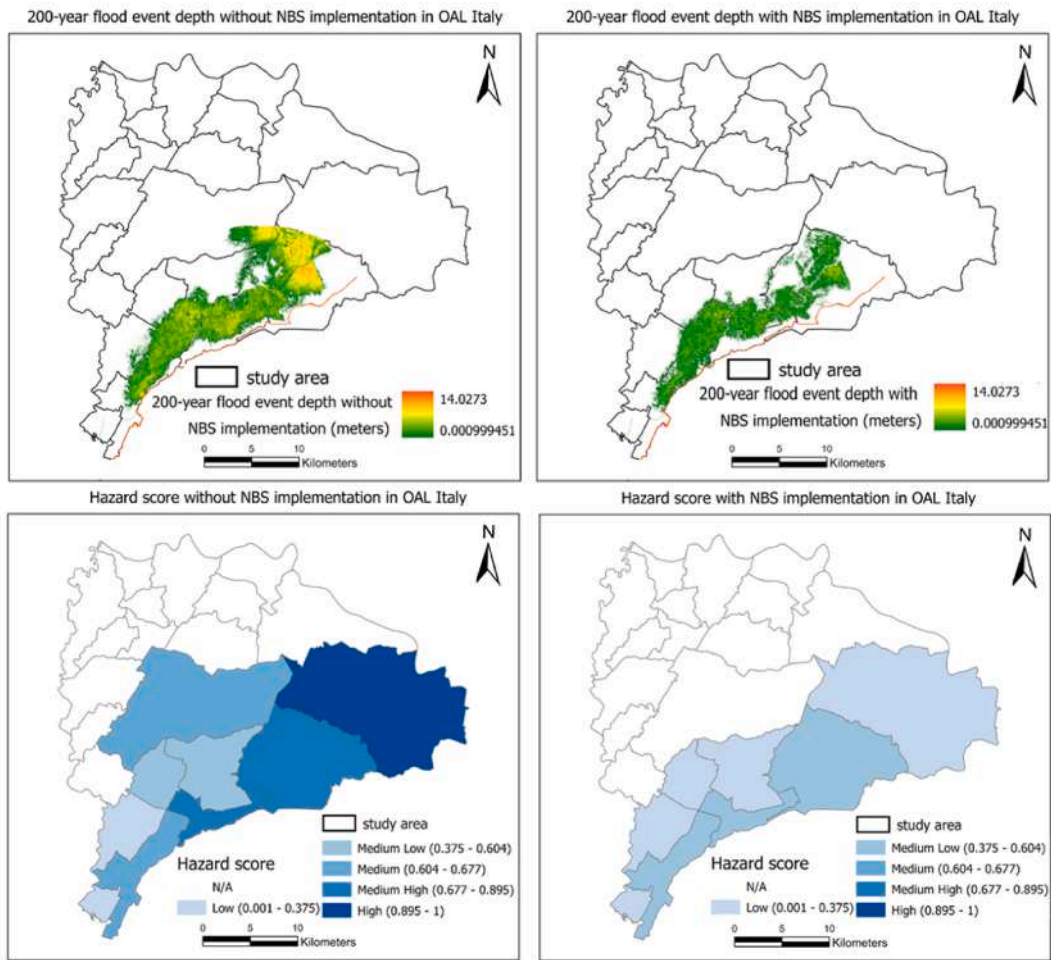 200-year flood event depth without NBS implementation in OAL Italy
N
study area
200-year flood event depth without
NBS implementation (meters)
14.0273
0.000999451
0 5 10
Kilometers
200-year flood event depth with NBS implementation in OAL Italy
N
study area
200-year flood event depth with
NBS implementation (meters)
14.0273
0.000999451
0 5 10
Kilometers
Hazard score without NBS implementation in OAL Italy
N
study area
Hazard score
N/A
Low (0.001 - 0.375)
Medium Low (0.375 - 0.604)
Medium (0.604 - 0.677)
Medium High (0.677 - 0.895)
High (0.895 - 1)
0 5 10
Kilometers
Hazard score with NBS implementation in OAL Italy
N
study area
Hazard score
N/A
Low (0.001 - 0.375)
Medium Low (0.375 - 0.604)
Medium (0.604 - 0.677)
Medium High (0.677 - 0.895)
High (0.895 - 1)
0 5 10
Kilometers